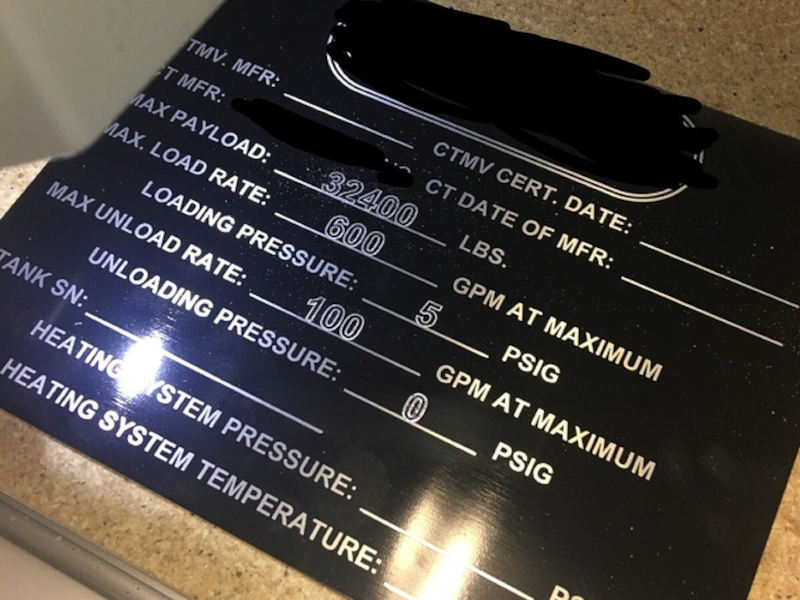 TMV. MFR: CTMV CERT. DATE:
T MFR: CT DATE OF MFR:
MAX PAYLOAD: 32400 LBS.
MAX. LOAD RATE: 600 GPM AT MAXIMUM
LOADING PRESSURE: 5 PSIG
MAX UNLOAD RATE: 100 GPM AT MAXIMUM
UNLOADING PRESSURE: 0 PSIG
TANK SN:
HEATING SYSTEM PRESSURE:
HEATING SYSTEM TEMPERATURE: